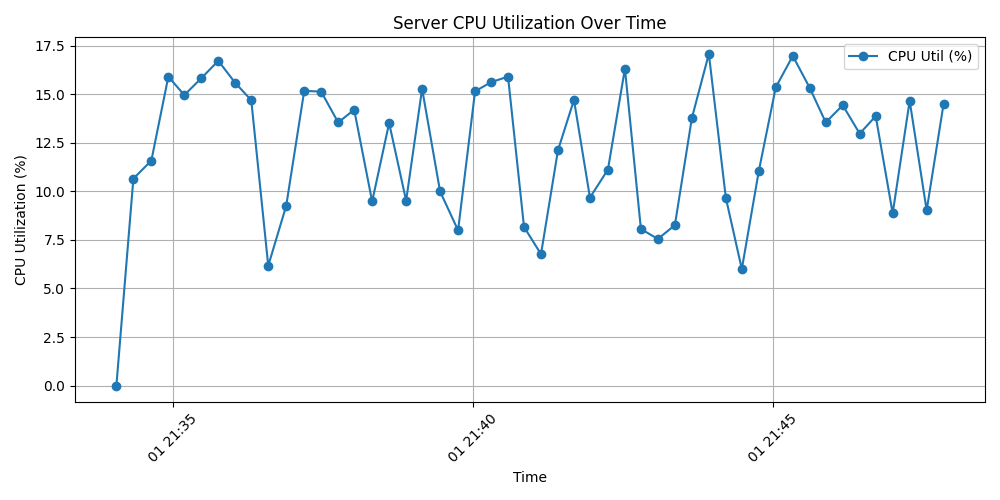 Server CPU Utilization Over Time
CPU Util (%)
CPU Utilization (%)
17.5
15.0
12.5
10.0
7.5
5.0
2.5
0.0
01 21:35
01 21:40
01 21:45
Time